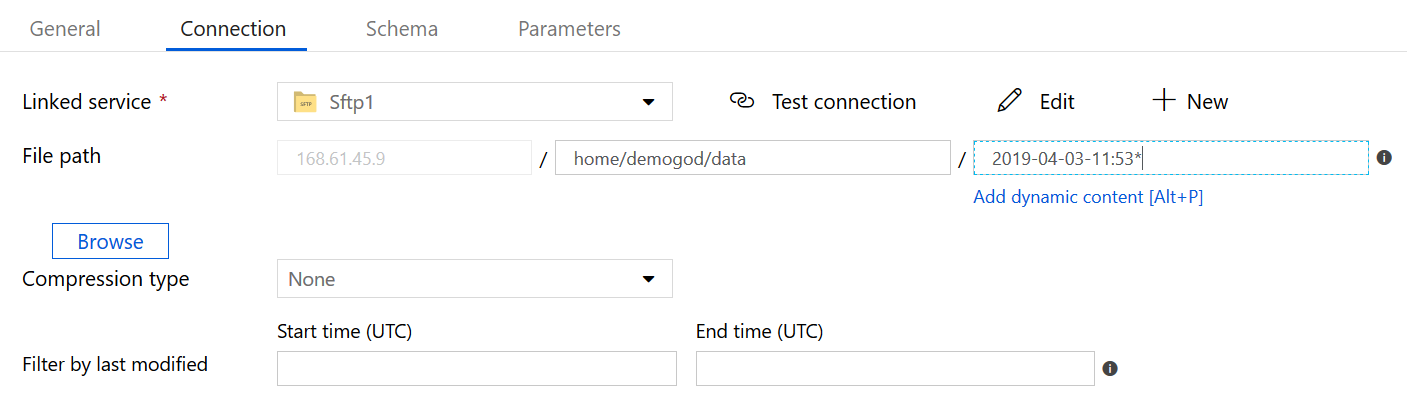 General Connection Schema Parameters
Linked service * SFTP Sftp1 Test connection Edit New
File path 168.61.45.9 / home/demogod/data / 2019-04-03-11:53*
Add dynamic content [Alt+P]
Browse
Compression type None
Start time (UTC) End time (UTC)
Filter by last modified